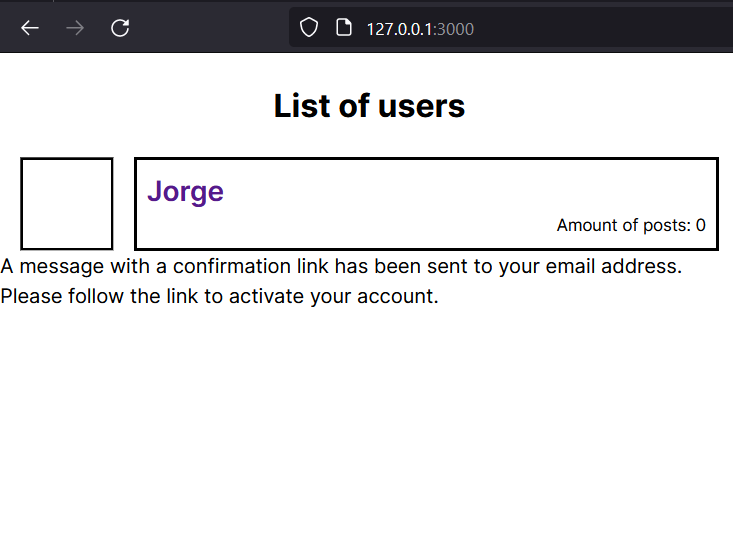 127.0.0.1:3000
List of users
Jorge
Amount of posts: 0
A message with a confirmation link has been sent to your email address.
Please follow the link to activate your account.